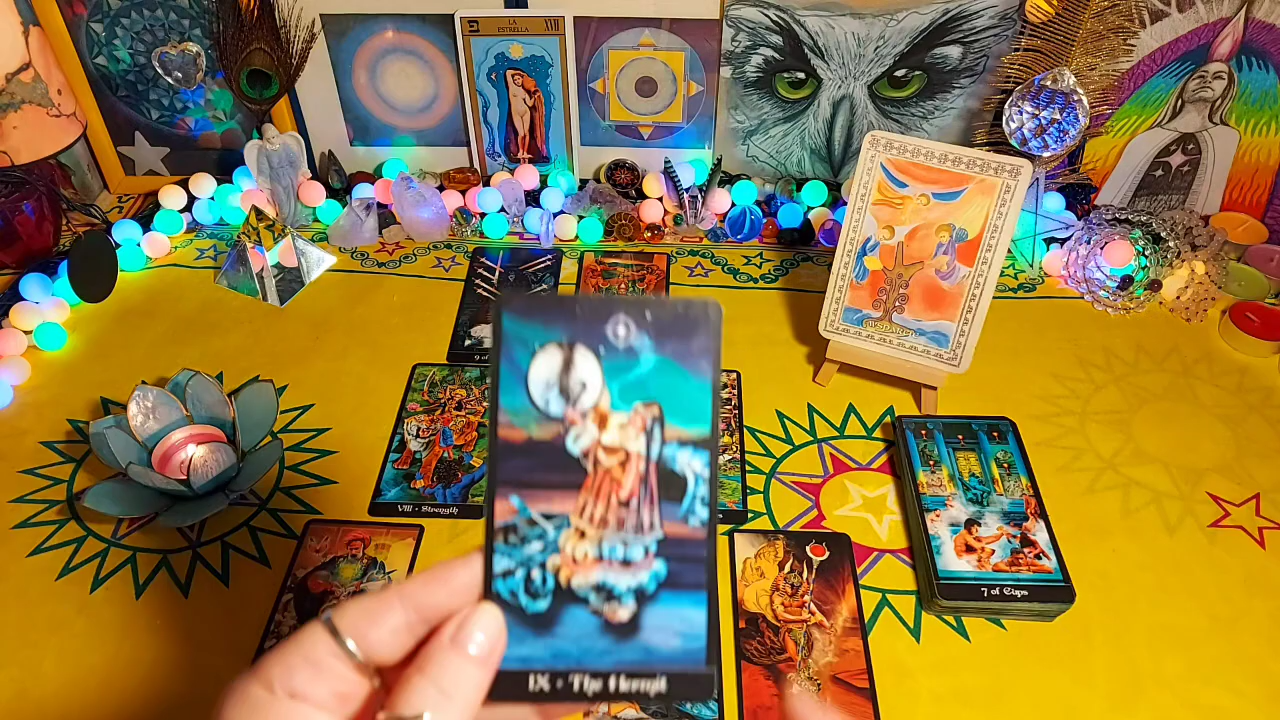 LA
ESTRELLA
XVII
9 of
VIII • Strength
IX • The Hermit
7 of Cups